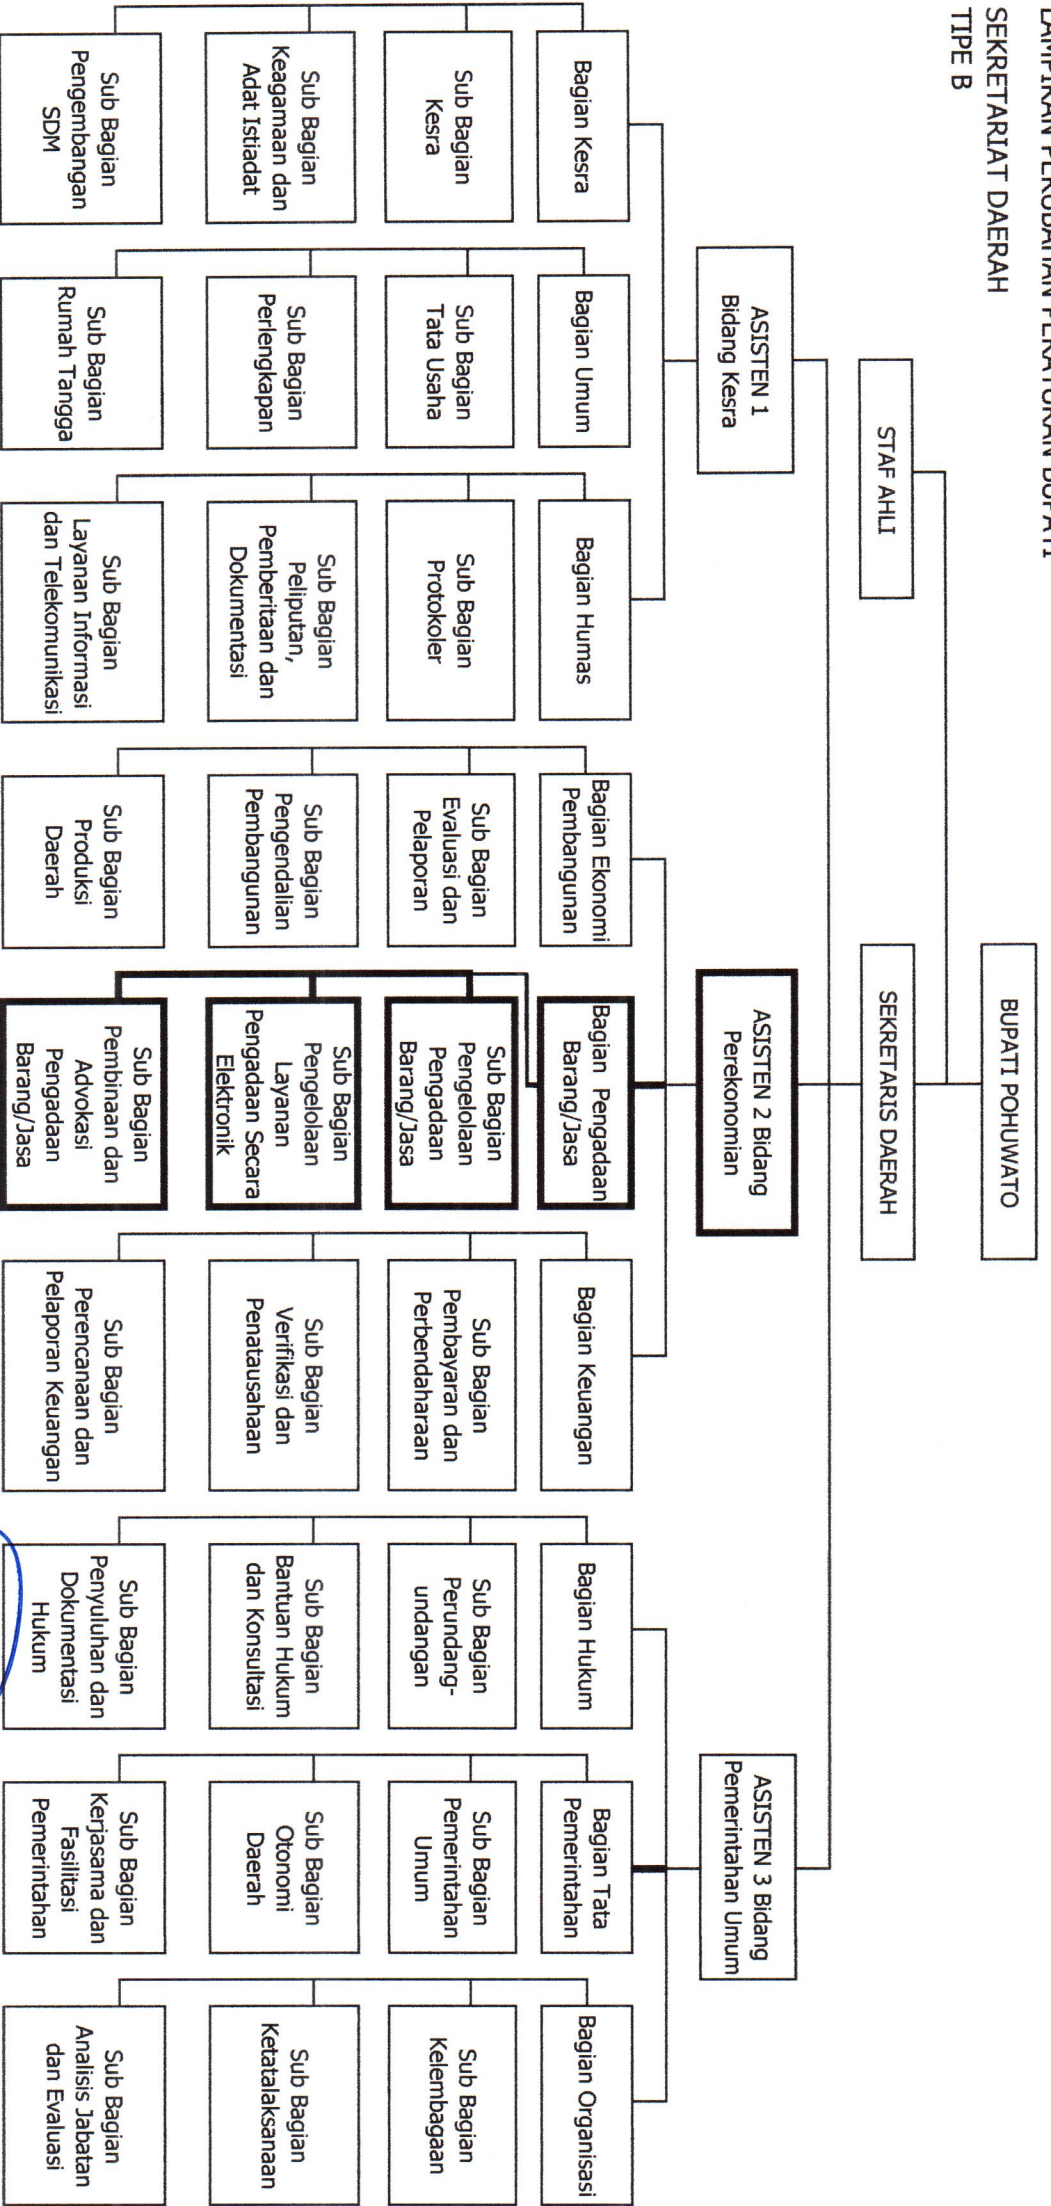 LAMPIRAN PERUBAHAN PERATURAN BUPATI
SEKRETARIAT DAERAH
TIPE B
BUPATI POHUWATO
STAF AHLI
SEKRETARIS DAERAH
ASISTEN 1
Bidang Kesra
ASISTEN 2 Bidang
Perekonomian
ASISTEN 3 Bidang
Pemerintahan Umum
Bagian Kesra
Sub Bagian
Kesra
Sub Bagian
Keagamaan dan
Adat Istiadat
Sub Bagian
Pengembangan
SDM
Bagian Umum
Sub Bagian
Tata Usaha
Sub Bagian
Perlengkapan
Sub Bagian
Rumah Tangga
Bagian Humas
Sub Bagian
Protokoler
Sub Bagian
Peliputan,
Pemberitaan dan
Dokumentasi
Sub Bagian
Layanan Informasi
dan Telekomunikasi
Bagian Ekonomi
Pembangunan
Sub Bagian
Evaluasi dan
Pelaporan
Sub Bagian
Pengendalian
Pembangunan
Sub Bagian
Produksi
Daerah
Bagian Pengadaan
Barang/Jasa
Sub Bagian
Pengelolaan
Pengadaan
Barang/Jasa
Sub Bagian
Pengelolaan
Layanan
Pengadaan Secara
Elektronik
Sub Bagian
Pembinaan dan
Advokasi
Pengadaan
Barang/Jasa
Bagian Keuangan
Sub Bagian
Pembayaran dan
Perbendaharaan
Sub Bagian
Verifikasi dan
Penatausahaan
Sub Bagian
Perencanaan dan
Pelaporan Keuangan
Bagian Hukum
Sub Bagian
Perundang-
undangan
Sub Bagian
Bantuan Hukum
dan Konsultasi
Sub Bagian
Penyuluhan dan
Dokumentasi
Hukum
Bagian Tata
Pemerintahan
Sub Bagian
Pemerintahan
Umum
Sub Bagian
Otonomi
Daerah
Sub Bagian
Kerjasama dan
Fasilitasi
Pemerintahan
Bagian Organisasi
Sub Bagian
Kelembagaan
Sub Bagian
Ketatalaksanaan
Sub Bagian
Analisis Jabatan
dan Evaluasi